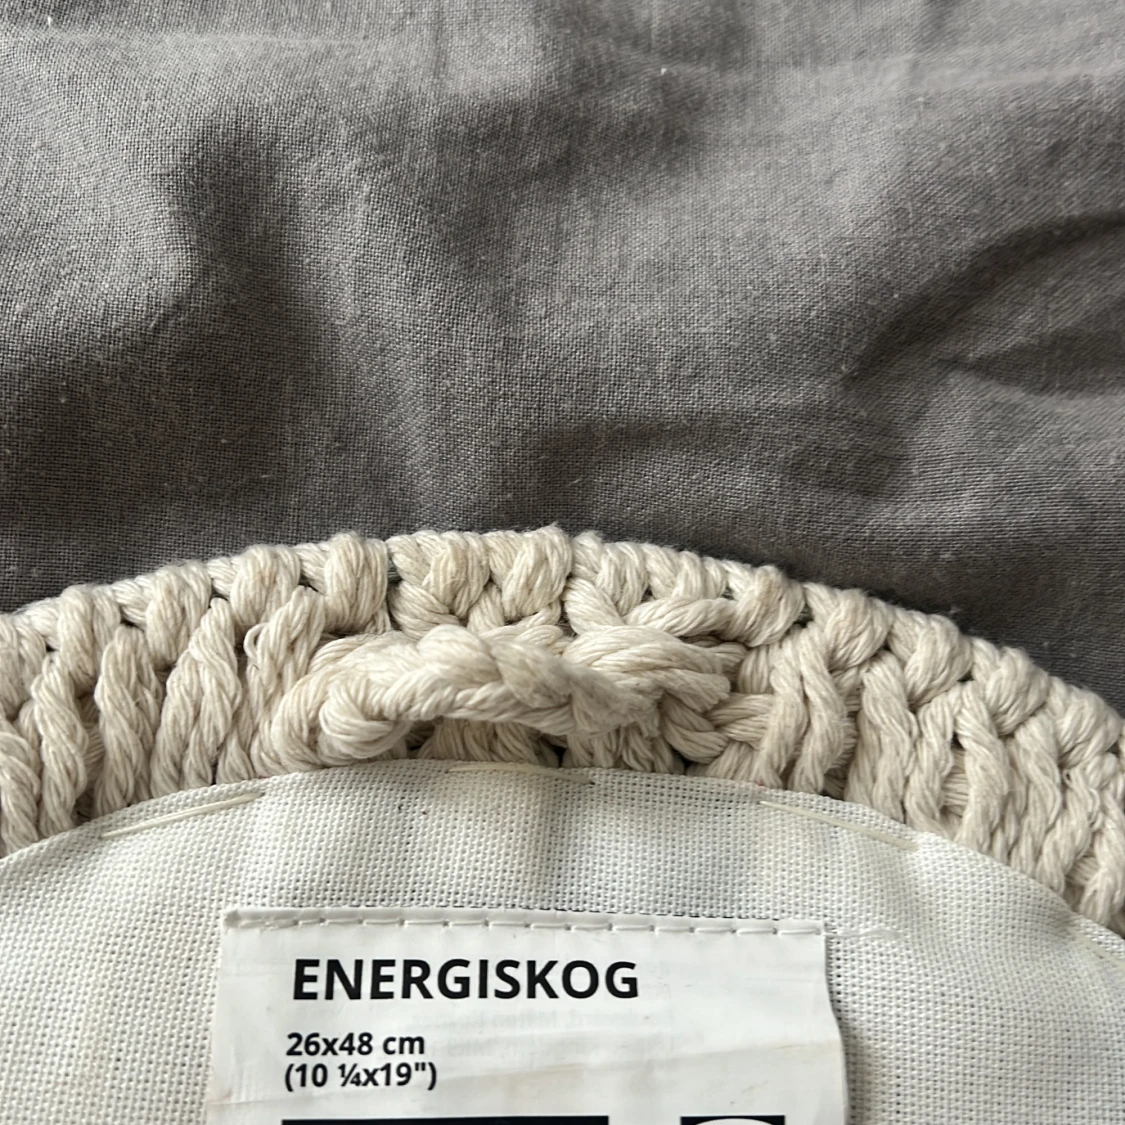 ENERGISKOG
26x48 cm
(10 ¼x19")